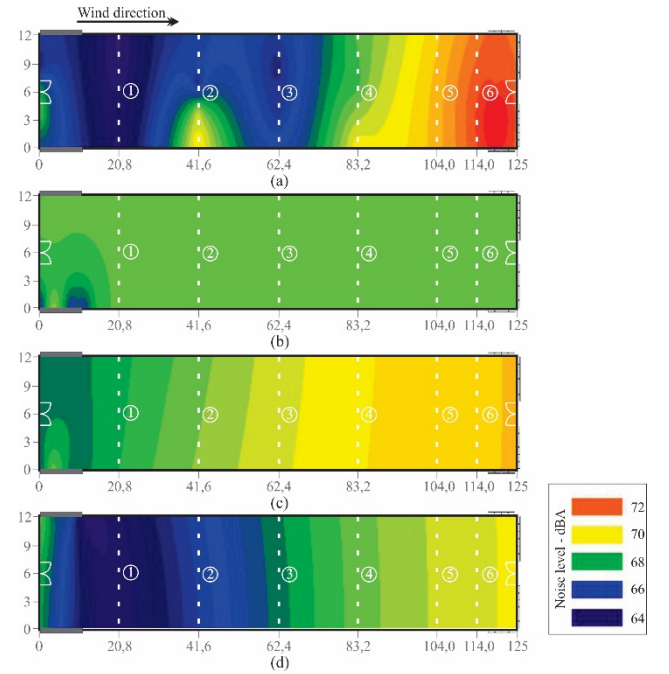 Wind direction
12
9
6
3
0
① ② ③ ④ ⑤ ⑥
0 20,8 41,6 62,4 83,2 104,0 114,0 125
(a)
12
9
6
3
0
① ② ③ ④ ⑤ ⑥
0 20,8 41,6 62,4 83,2 104,0 114,0 125
(b)
12
9
6
3
0
① ② ③ ④ ⑤ ⑥
0 20,8 41,6 62,4 83,2 104,0 114,0 125
(c)
12
9
6
3
0
① ② ③ ④ ⑤ ⑥
0 20,8 41,6 62,4 83,2 104,0 114,0 125
(d)
Noise level - dBA
72
70
68
66
64